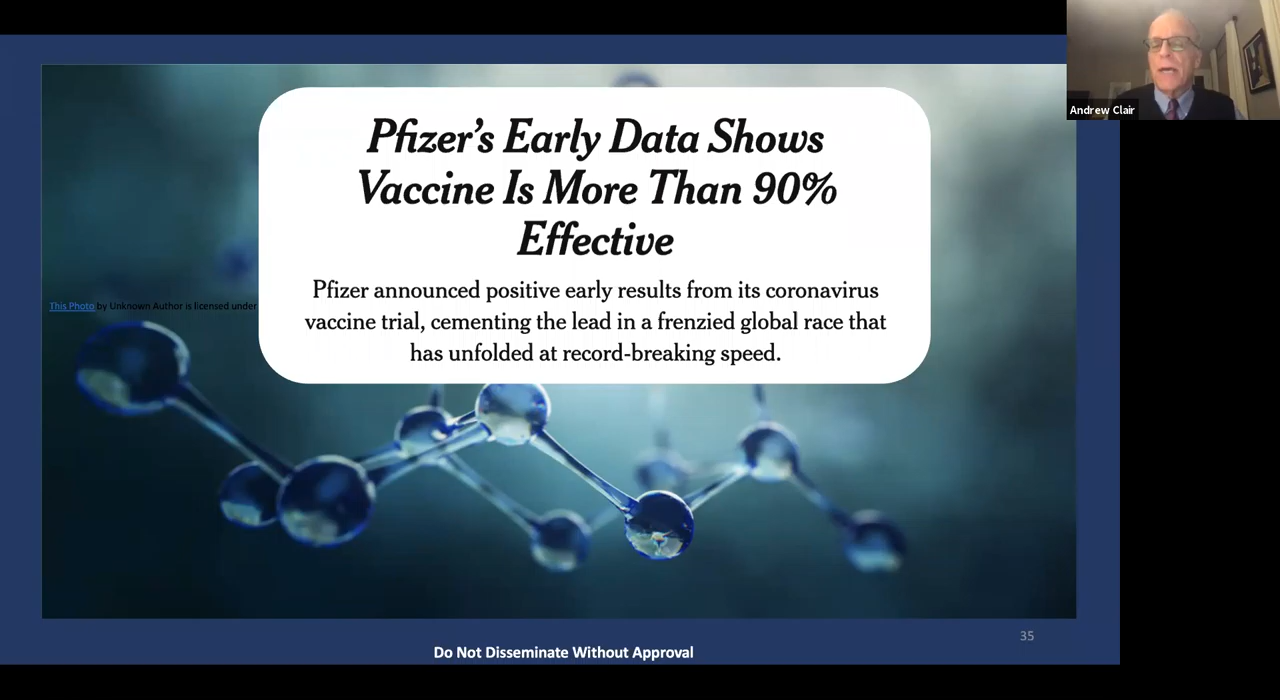 Pfizer’s Early Data Shows
Vaccine Is More Than 90%
Effective
Pfizer announced positive early results from its coronavirus
vaccine trial, cementing the lead in a frenzied global race that
has unfolded at record-breaking speed.
This Photo by Unknown Author is licensed under
Andrew Clair
35
Do Not Disseminate Without Approval